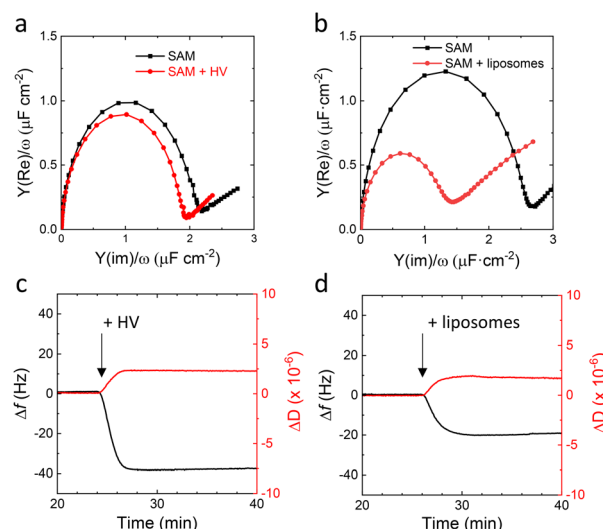 a
b
SAM
SAM + HV
SAM
SAM + liposomes
Y(Re)/ω (μF cm⁻²)
1.5
1.0
0.5
0.0
0 1 2 3
Y(im)/ω (μF cm⁻²)
Y(Re)/ω (μF·cm⁻²)
1.5
1.0
0.5
0.0
0 1 2 3
Y(im)/ω (μF·cm⁻²)
c
d
+ HV
+ liposomes
Δf (Hz)
40
20
0
-20
-40
20 30 40
Time (min)
10
5
0
-5
-10
ΔD (x 10⁻⁶)
Δf (Hz)
40
20
0
-20
-40
20 30 40
Time (min)
10
5
0
-5
-10
ΔD (x 10⁻⁶)